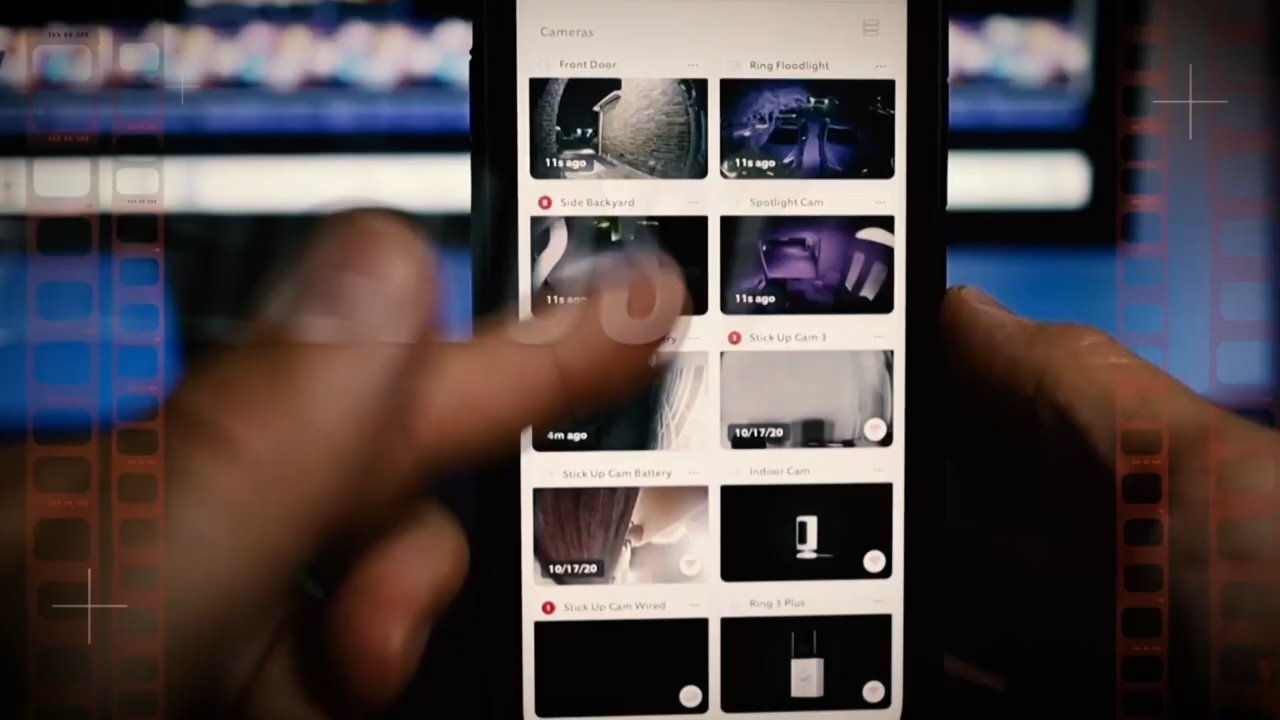 Cameras
Front Door
Ring Floodlight
11s ago
11s ago
Side Backyard
Spotlight Cam
11s ago
11s ago
Stick Up Cam 3
4m ago
10/17/20
Stick Up Cam Battery
Indoor Cam
10/17/20
Stick Up Cam Wired
Ring 3 Plus